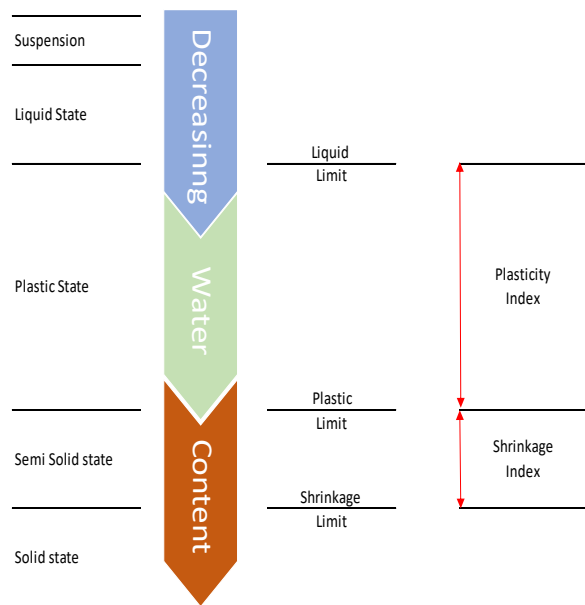 Suspension
Liquid State
Plastic State
Semi Solid state
Solid state
Decreasinng
Water
Content
Liquid
Limit
Plastic
Limit
Shrinkage
Limit
Plasticity
Index
Shrinkage
Index